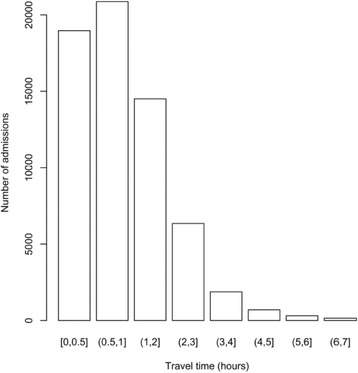 Number of admissions
20000
15000
10000
5000
0
[0,0.5] (0.5,1] (1,2] (2,3] (3,4] (4,5] (5,6] (6,7]
Travel time (hours)